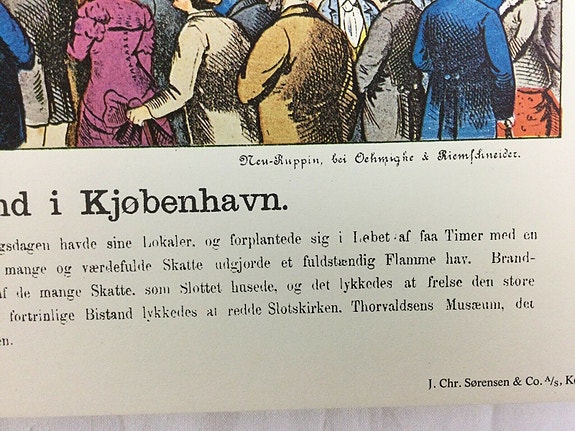 Neu-Ruppin, bei Oehmigke & Riemschneider.
nd i Kjøbenhavn.
gsdagen havde sine Lokaler, og forplantede sig i Løbet af faa Timer med en
mange og værdefulde Skatte udgjorde et fuldstændig Flamme hav. Brand-
af de mange Skatte, som Slottet husede, og det lykkedes at frelse den store
fortrinlige Bistand lykkedes at redde Slotskirken, Thorvaldsens Musæum, det
en.
J. Chr. Sørensen & Co. A/s, K